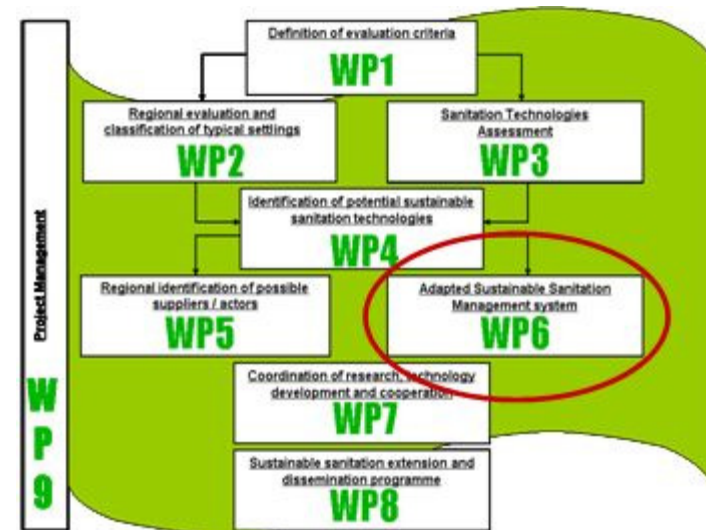 Definition of evaluation criteria
WP1
Regional evaluation and
classification of typical settlings
WP2
Sanitation Technologies
Assessment
WP3
Identification of potential sustainable
sanitation technologies
WP4
Regional identification of possible
suppliers / actors
WP5
Adapted Sustainable Sanitation
Management system
WP6
Coordination of research, technology
development and cooperation
WP7
Sustainable sanitation extension and
dissemination programme
WP8
Project Management
WP9